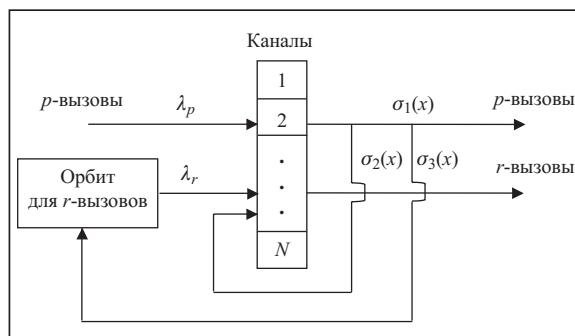 Каналы
1
p-вызовы
λp
2
σ1(x)
p-вызовы
σ2(x)
σ3(x)
Орбит
для r-вызовов
λr
r-вызовы
N